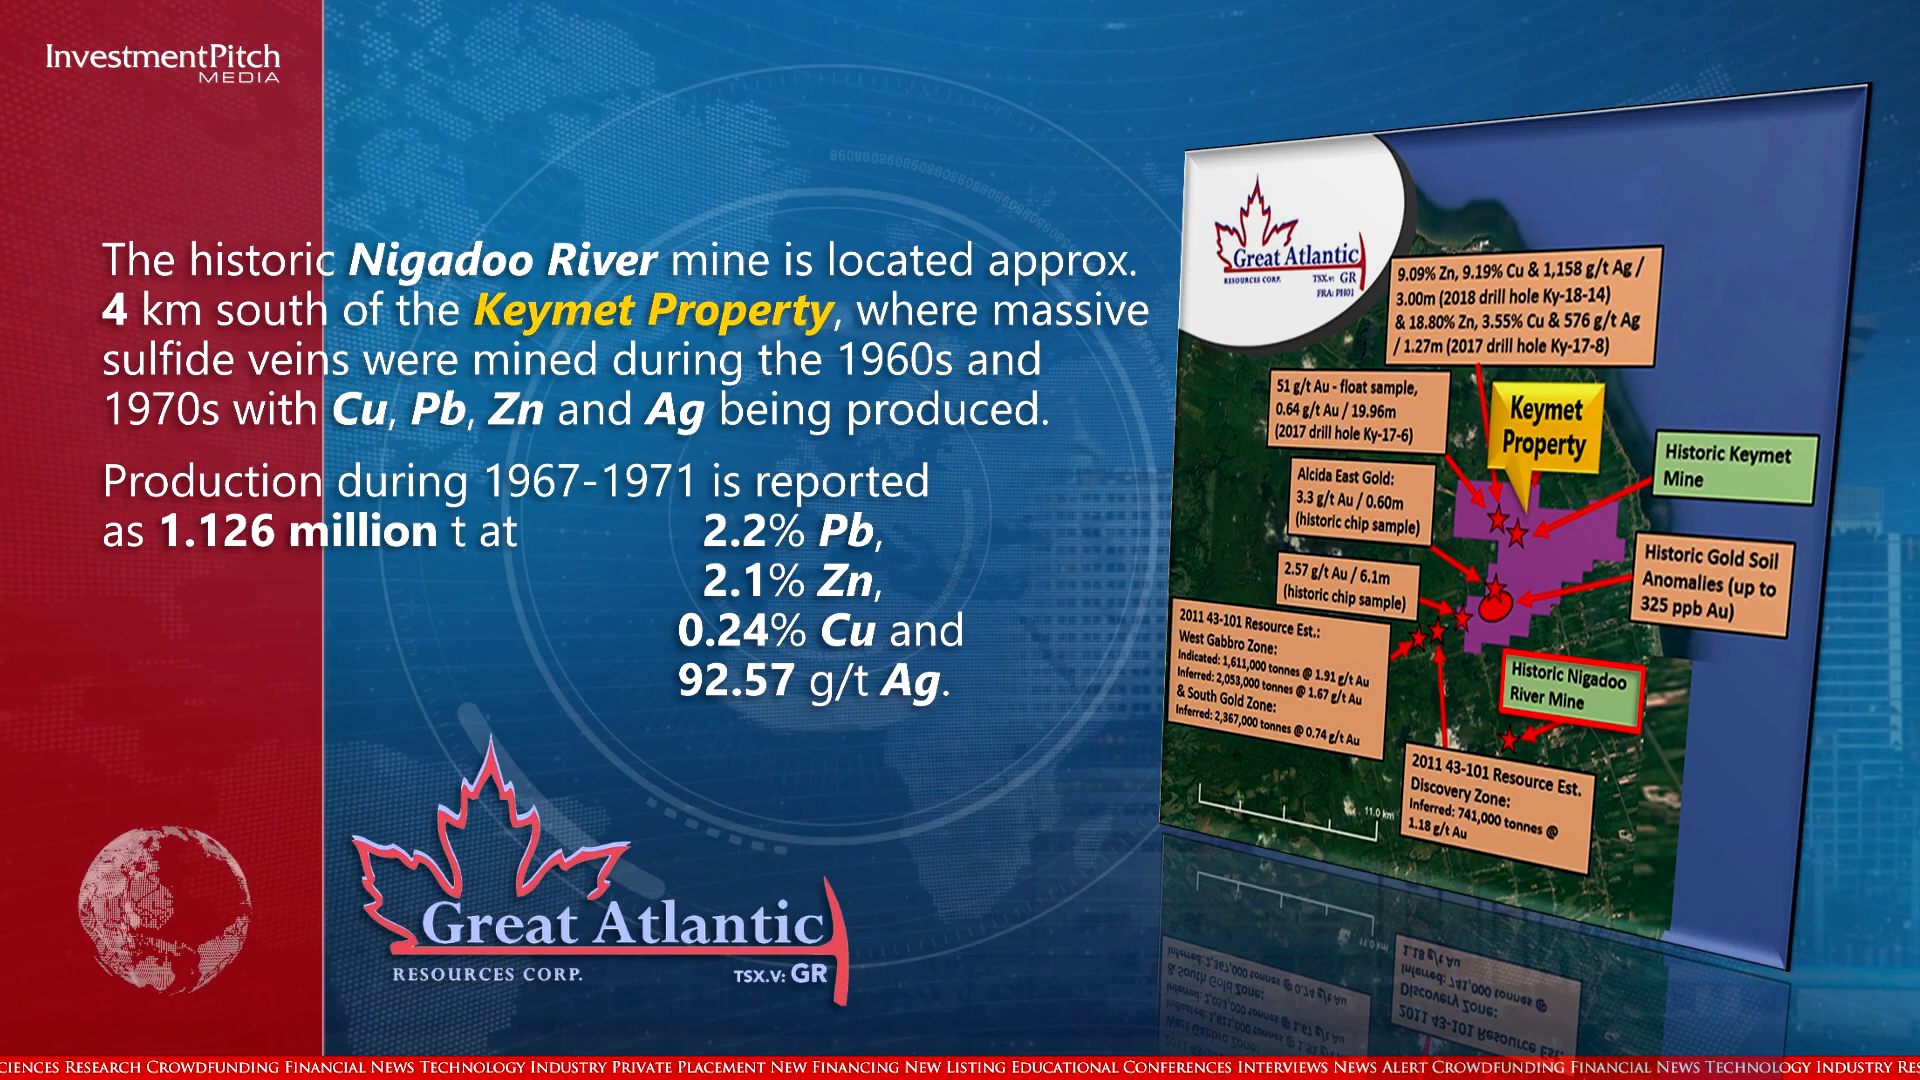 InvestmentPitch
MEDIA
The historic Nigadoo River mine is located approx.
4 km south of the Keymet Property, where massive
sulfide veins were mined during the 1960s and
1970s with Cu, Pb, Zn and Ag being produced.
Production during 1967-1971 is reported
as 1.126 million t at 2.2% Pb,
2.1% Zn,
0.24% Cu and
92.57 g/t Ag.
Great Atlantic
RESOURCES CORP. TSX.V: GR
Great Atlantic
RESOURCES CORP. TSX.V: GR
FRA: PH01
9.09% Zn, 9.19% Cu & 1,158 g/t Ag /
3.00m (2018 drill hole Ky-18-14)
& 18.80% Zn, 3.55% Cu & 576 g/t Ag
/ 1.27m (2017 drill hole Ky-17-8)
51 g/t Au - float sample,
0.64 g/t Au / 19.96m
(2017 drill hole Ky-17-6)
Keymet
Property
Historic Keymet
Mine
Alcida East Gold:
3.3 g/t Au / 0.60m
(historic chip sample)
Historic Gold Soil
Anomalies (up to
325 ppb Au)
2.57 g/t Au / 6.1m
(historic chip sample)
2011 43-101 Resource Est.:
West Gabbro Zone:
Indicated: 1,611,000 tonnes @ 1.91 g/t Au
Inferred: 2,053,000 tonnes @ 1.67 g/t Au
& South Gold Zone:
Inferred: 2,367,000 tonnes @ 0.74 g/t Au
Historic Nigadoo
River Mine
2011 43-101 Resource Est.
Discovery Zone:
Inferred: 741,000 tonnes @
1.18 g/t Au
11.0 km
CIENCES RESEARCH CROWDFUNDING FINANCIAL NEWS TECHNOLOGY INDUSTRY PRIVATE PLACEMENT NEW FINANCING NEW LISTING EDUCATIONAL CONFERENCES INTERVIEWS NEWS ALERT CROWDFUNDING FINANCIAL NEWS TECHNOLOGY INDUSTRY RES